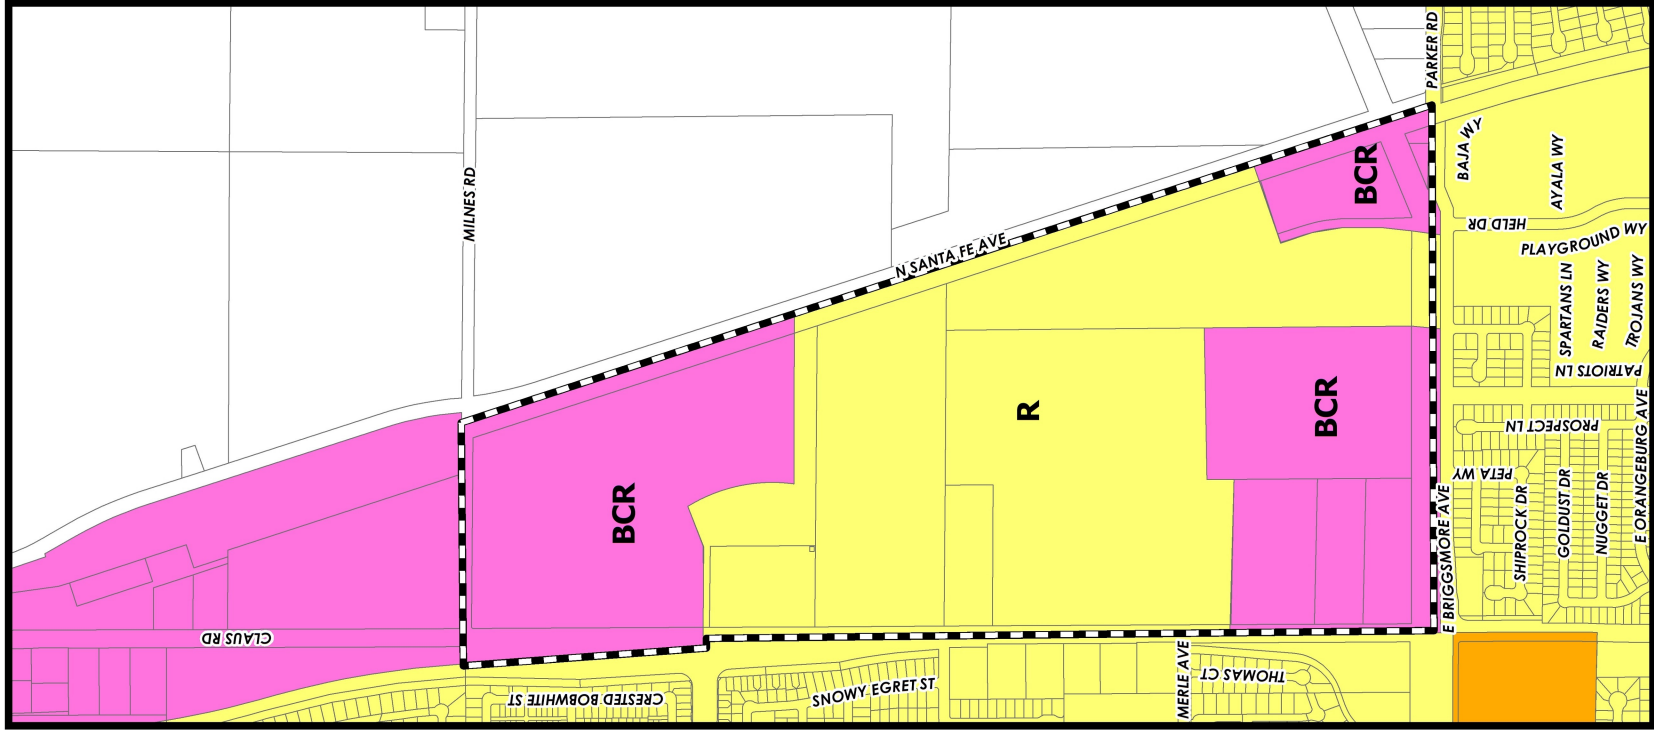 PARKER RD
BAJA WY
AYALA WY
BCR
MILNES RD
HELD DR
PLAYGROUND WY
N SANTA FE AVE
SPARTANS LN
RAIDERS WY
TROJANS WY
PATRIOTS LN
R
BCR
PROSPECT LN
E ORANGEBURG AVE
PETA WY
BCR
SHIPROCK DR
GOLDUST DR
NUGGET DR
E BRIGGSMORE AVE
CLAUS RD
MERLE AVE
THOMAS CT
SNOWY EGRET ST
CRESTED BOBWHITE ST